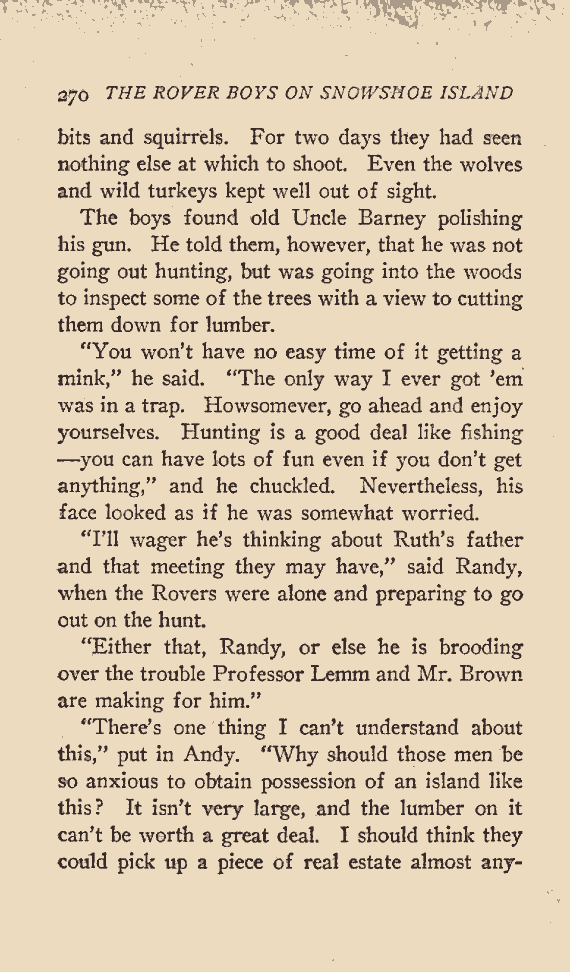 270 THE ROVER BOYS ON SNOWSHOE ISLAND
bits and squirrels. For two days they had seen
nothing else at which to shoot. Even the wolves
and wild turkeys kept well out of sight.
The boys found old Uncle Barney polishing
his gun. He told them, however, that he was not
going out hunting, but was going into the woods
to inspect some of the trees with a view to cutting
them down for lumber.
“You won’t have no easy time of it getting a
mink,” he said. “The only way I ever got ’em
was in a trap. Howsomever, go ahead and enjoy
yourselves. Hunting is a good deal like fishing
—you can have lots of fun even if you don’t get
anything,” and he chuckled. Nevertheless, his
face looked as if he was somewhat worried.
“I’ll wager he’s thinking about Ruth’s father
and that meeting they may have,” said Randy,
when the Rovers were alone and preparing to go
out on the hunt.
“Either that, Randy, or else he is brooding
over the trouble Professor Lemm and Mr. Brown
are making for him.”
“There’s one thing I can’t understand about
this,” put in Andy. “Why should those men be
so anxious to obtain possession of an island like
this? It isn’t very large, and the lumber on it
can’t be worth a great deal. I should think they
could pick up a piece of real estate almost any-